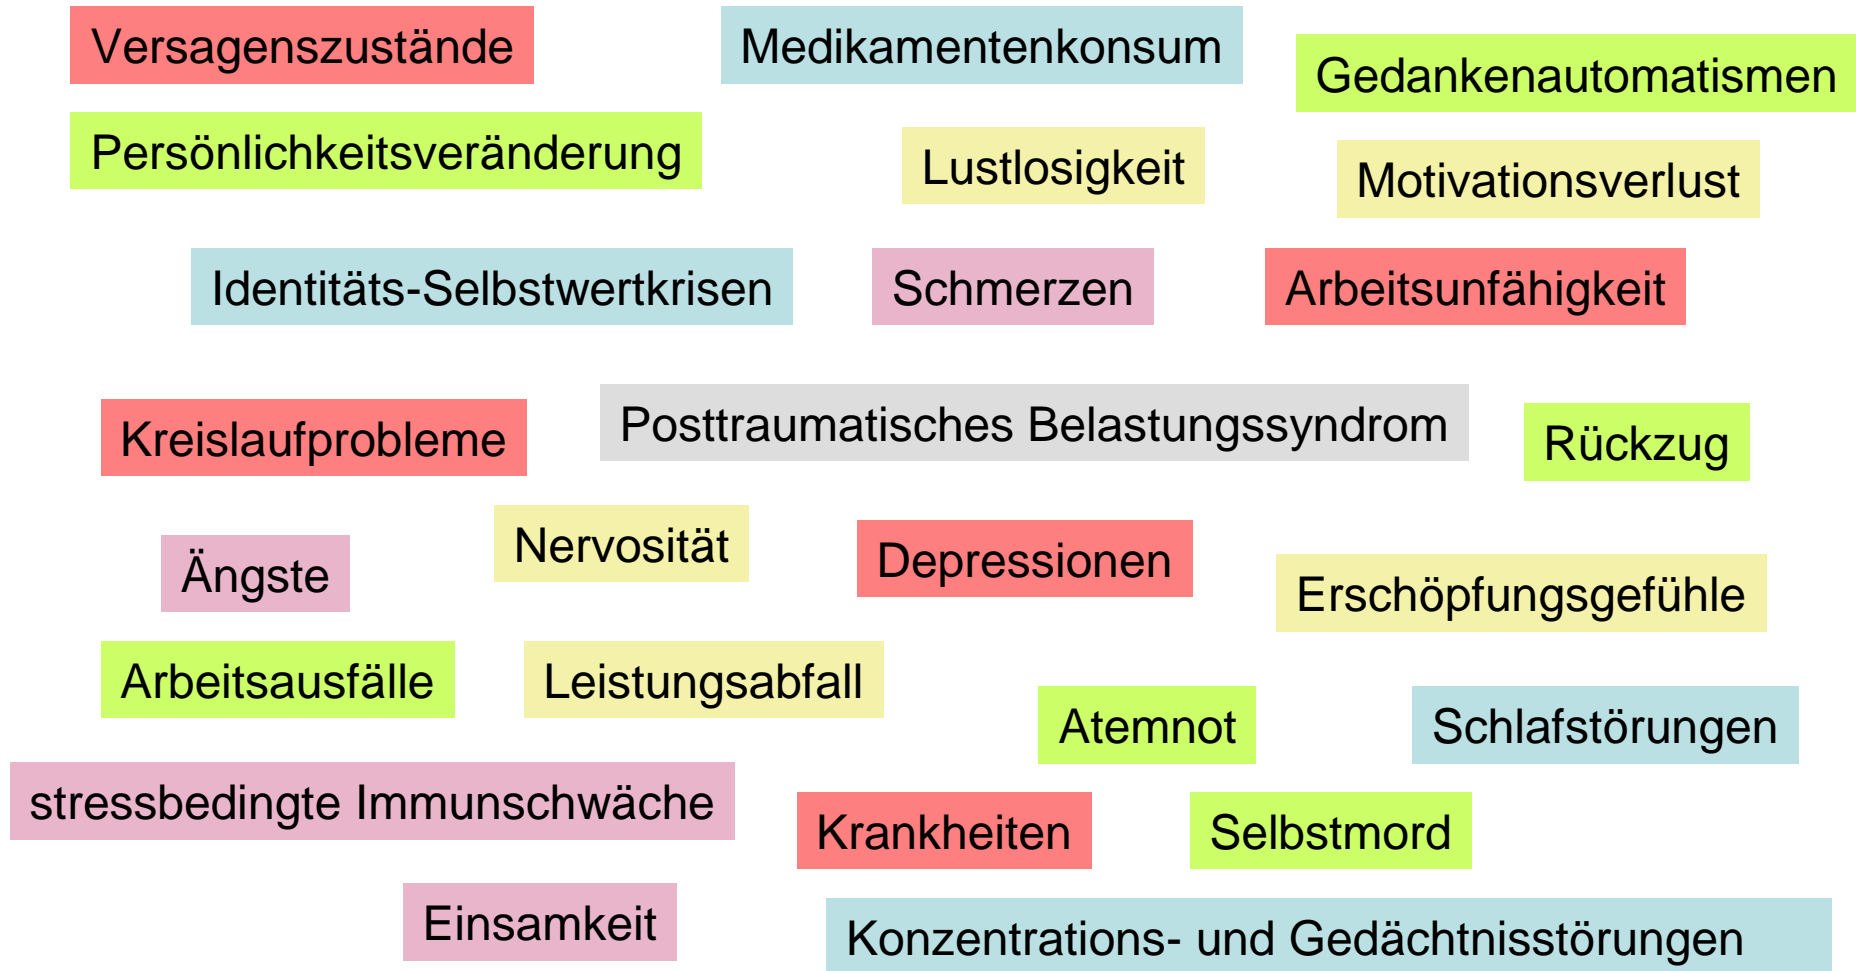 Versagenszustände
Medikamentenkonsum
Gedankenautomatismen
Persönlichkeitsveränderung
Lustlosigkeit
Motivationsverlust
Identitäts-Selbstwertkrisen
Schmerzen
Arbeitsunfähigkeit
Kreislaufprobleme
Posttraumatisches Belastungssyndrom
Rückzug
Ängste
Nervosität
Depressionen
Erschöpfungsgefühle
Arbeitsausfälle
Leistungsabfall
Atemnot
Schlafstörungen
stressbedingte Immunschwäche
Krankheiten
Selbstmord
Einsamkeit
Konzentrations- und Gedächtnisstörungen